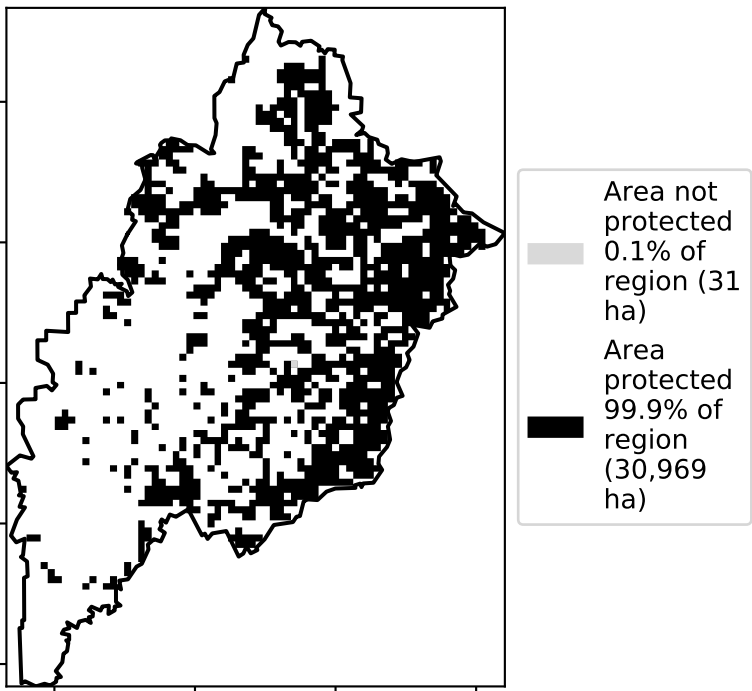 Area not
protected
0.1% of
region (31
ha)
Area
protected
99.9% of
region
(30,969
ha)